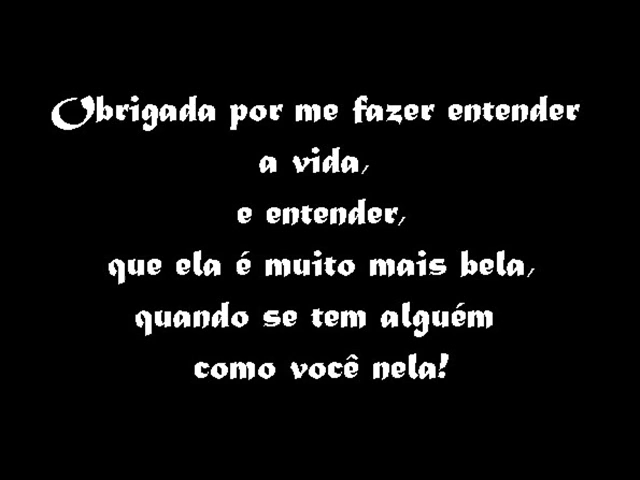 Obrigada por me fazer entender
a vida,
e entender,
que ela é muito mais bela,
quando se tem alguém
como você nela!